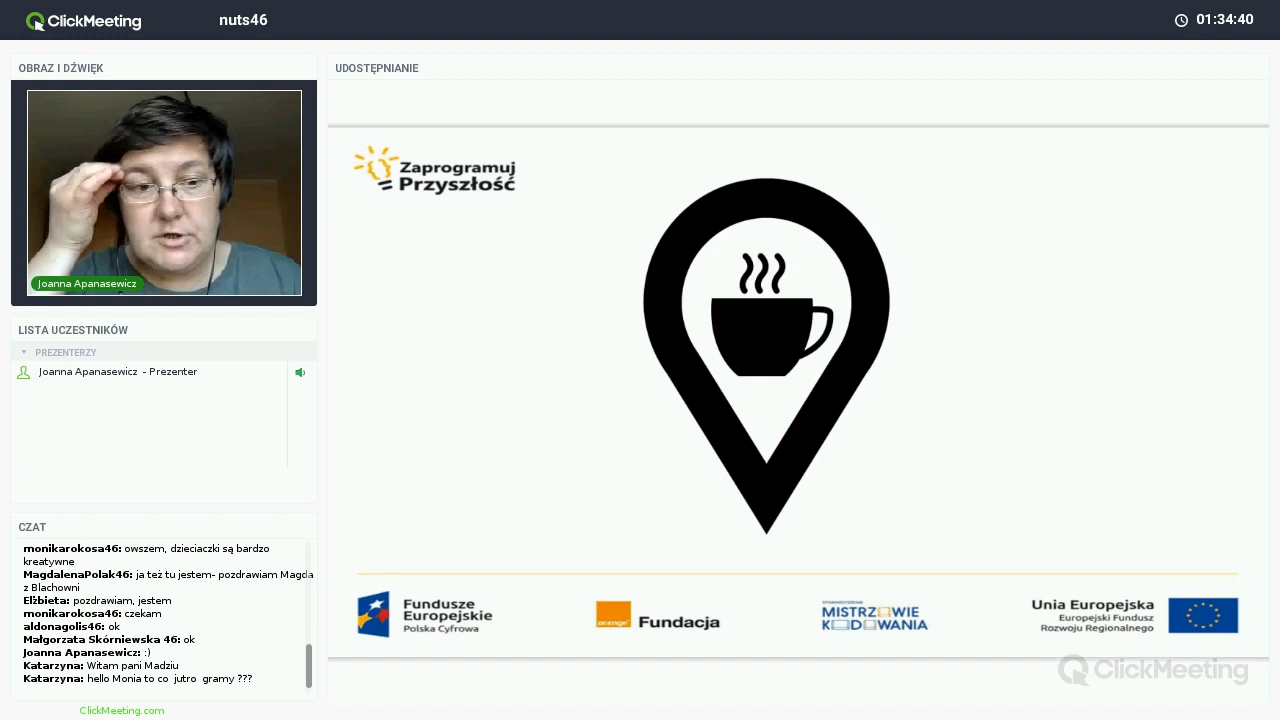 ClickMeeting
nuts46
01:34:40
OBRAZ I DŹWIĘK
UDOSTĘPNIANIE
Joanna Apanasewicz
LISTA UCZESTNIKÓW
PREZENTERZY
Joanna Apanasewicz - Prezenter
CZAT
monikarokosa46: owszem, dzieciaczki są bardzo
kreatywne
MagdalenaPolak46: ja też tu jestem- pozdrawiam Magda
z Blachowni
Elżbieta: pozdrawiam, jestem
monikarokosa46: czekam
aldonagolis46: ok
Małgorzata Skórniewska 46: ok
Joanna Apanasewicz: :)
Katarzyna: Witam pani Madziu
Katarzyna: hello Monia to co jutro gramy ???
ClickMeeting.com
Zaprogramuj
Przyszłość
Fundusze
Europejskie
Polska Cyfrowa
orange
Fundacja
STOWARZYSZENIE
MISTRZOWIE
KODOWANIA
Unia Europejska
Europejski Fundusz
Rozwoju Regionalnego
ClickMeeting